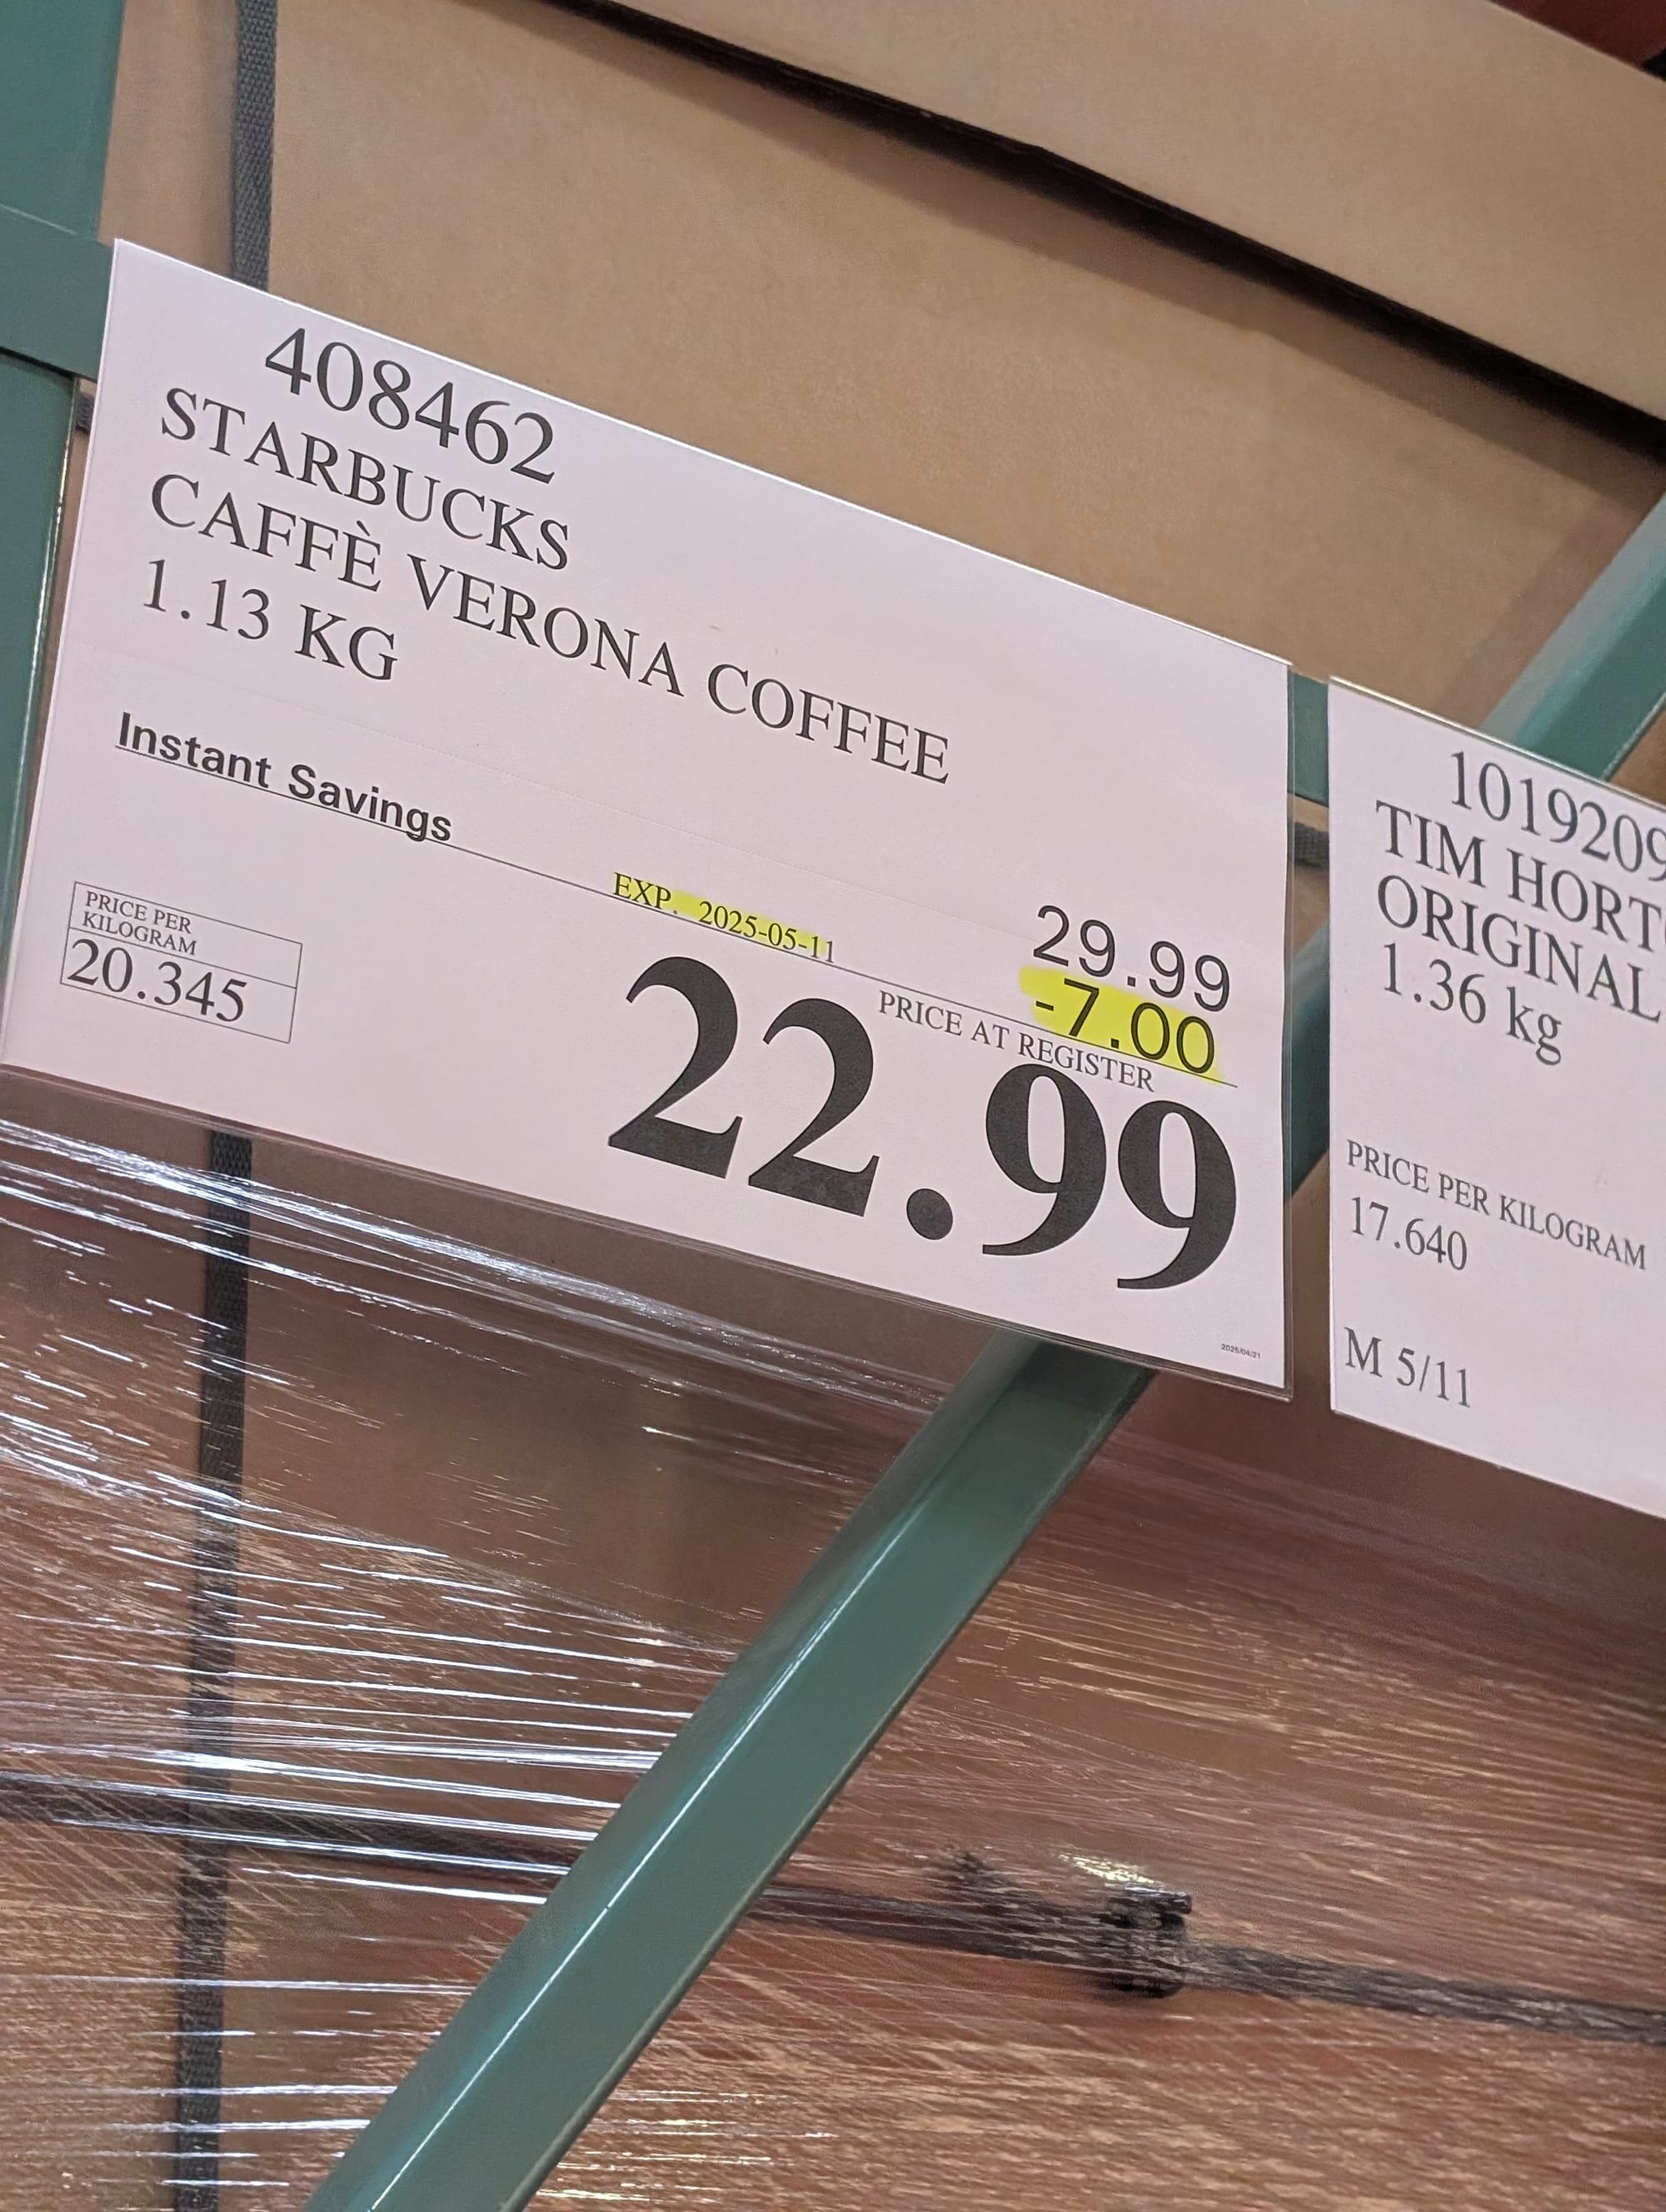 408462
STARBUCKS
CAFFÈ VERONA COFFEE
1.13 KG
Instant Savings
EXP. 2025-05-11
29.99
-7.00
PRICE PER
KILOGRAM
20.345
PRICE AT REGISTER
22.99
2025/04/21
1019209
TIM HORT
ORIGINAL
1.36 kg
PRICE PER KILOGRAM
17.640
M 5/11